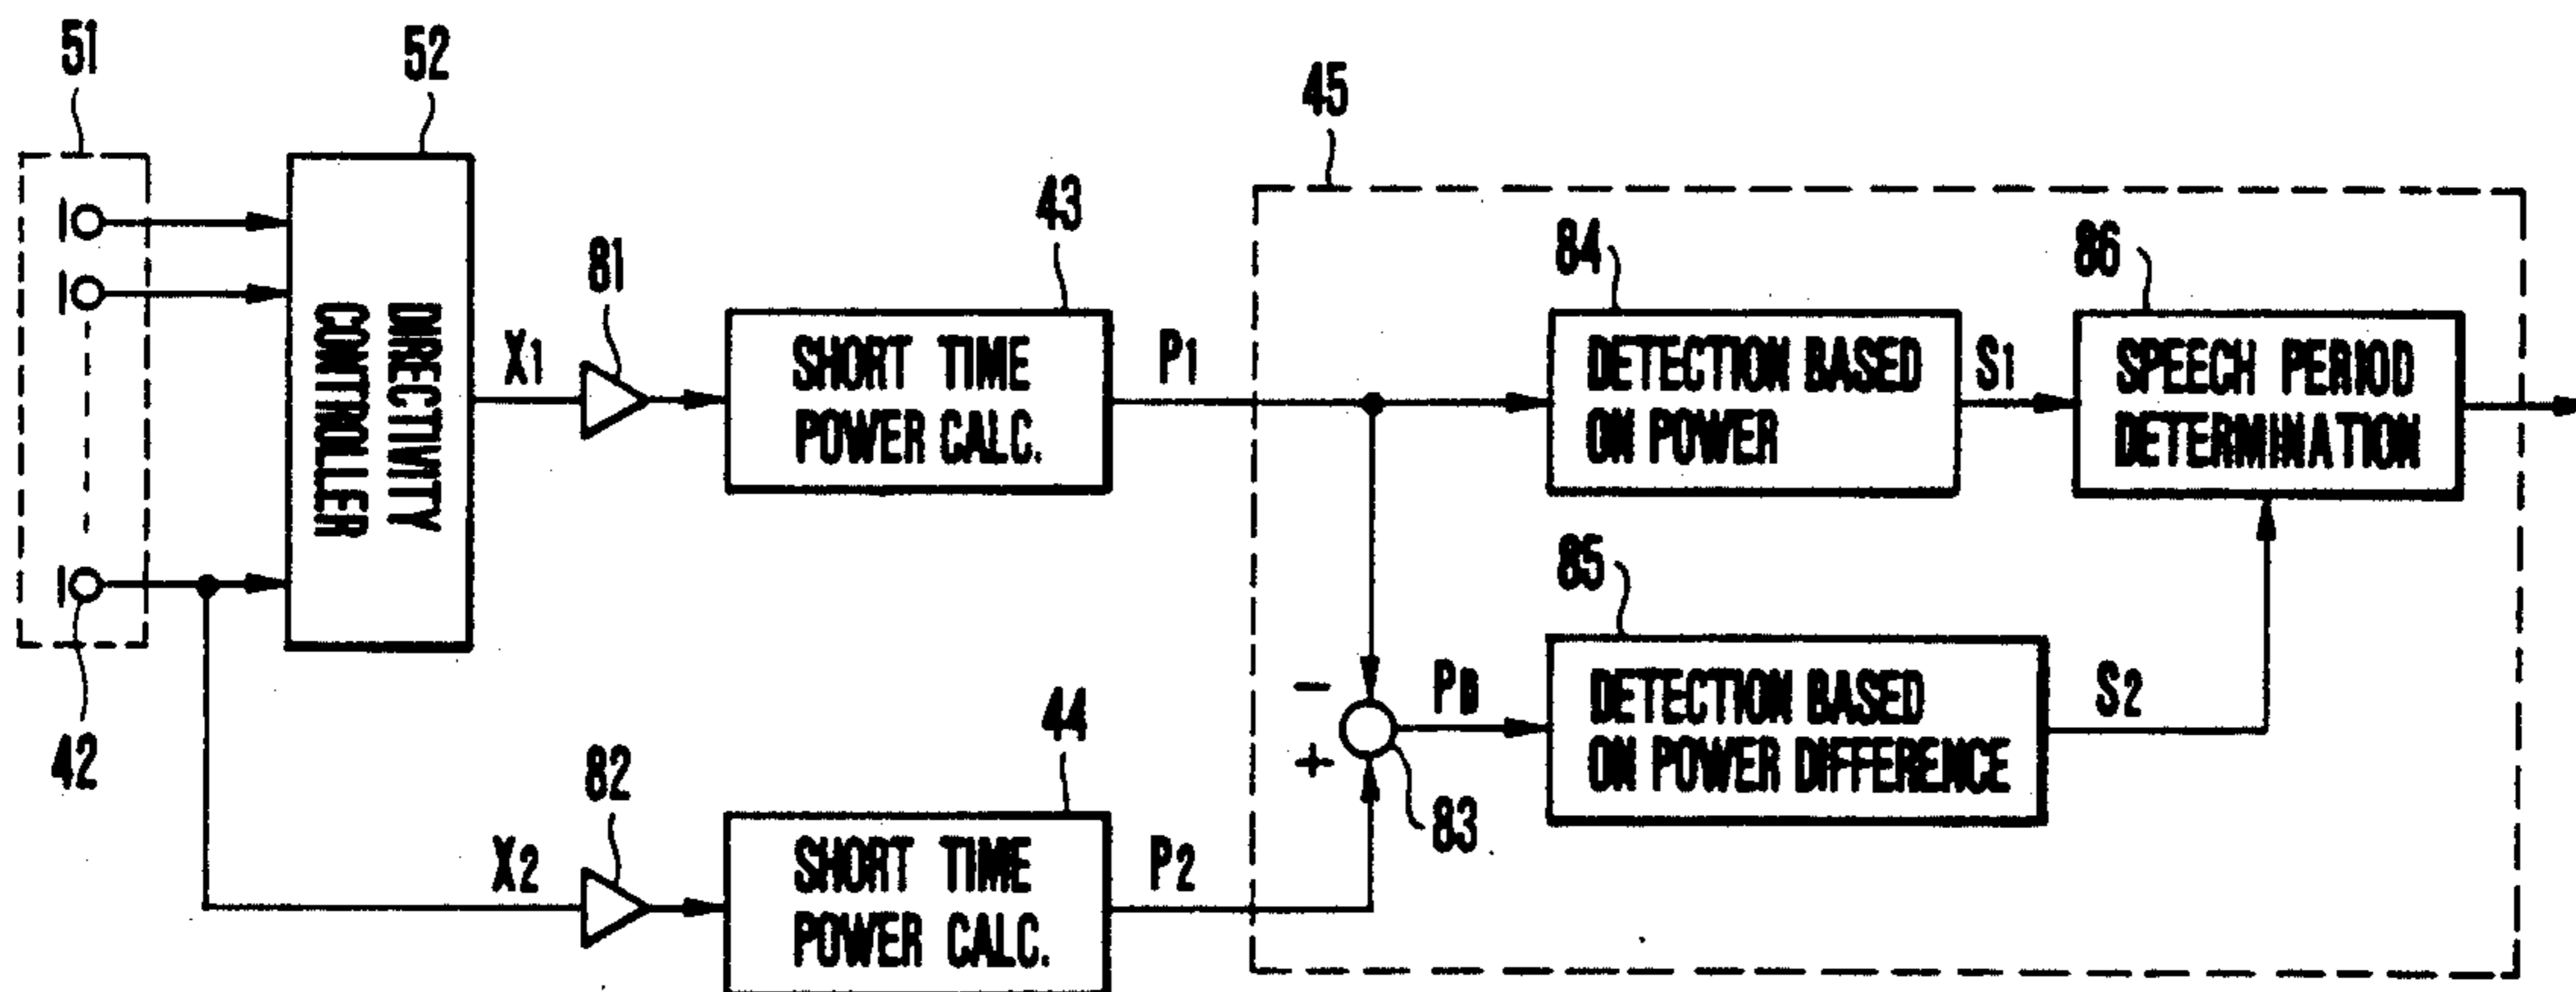 51
52
45
43
84
86
81
DIRECTIVITY
CONTROLLER
X1
SHORT TIME
POWER CALC.
P1
DETECTION BASED
ON POWER
S1
SPEECH PERIOD
DETERMINATION
85
42
82
44
−
+
PD
83
DETECTION BASED
ON POWER DIFFERENCE
S2
X2
SHORT TIME
POWER CALC.
P2